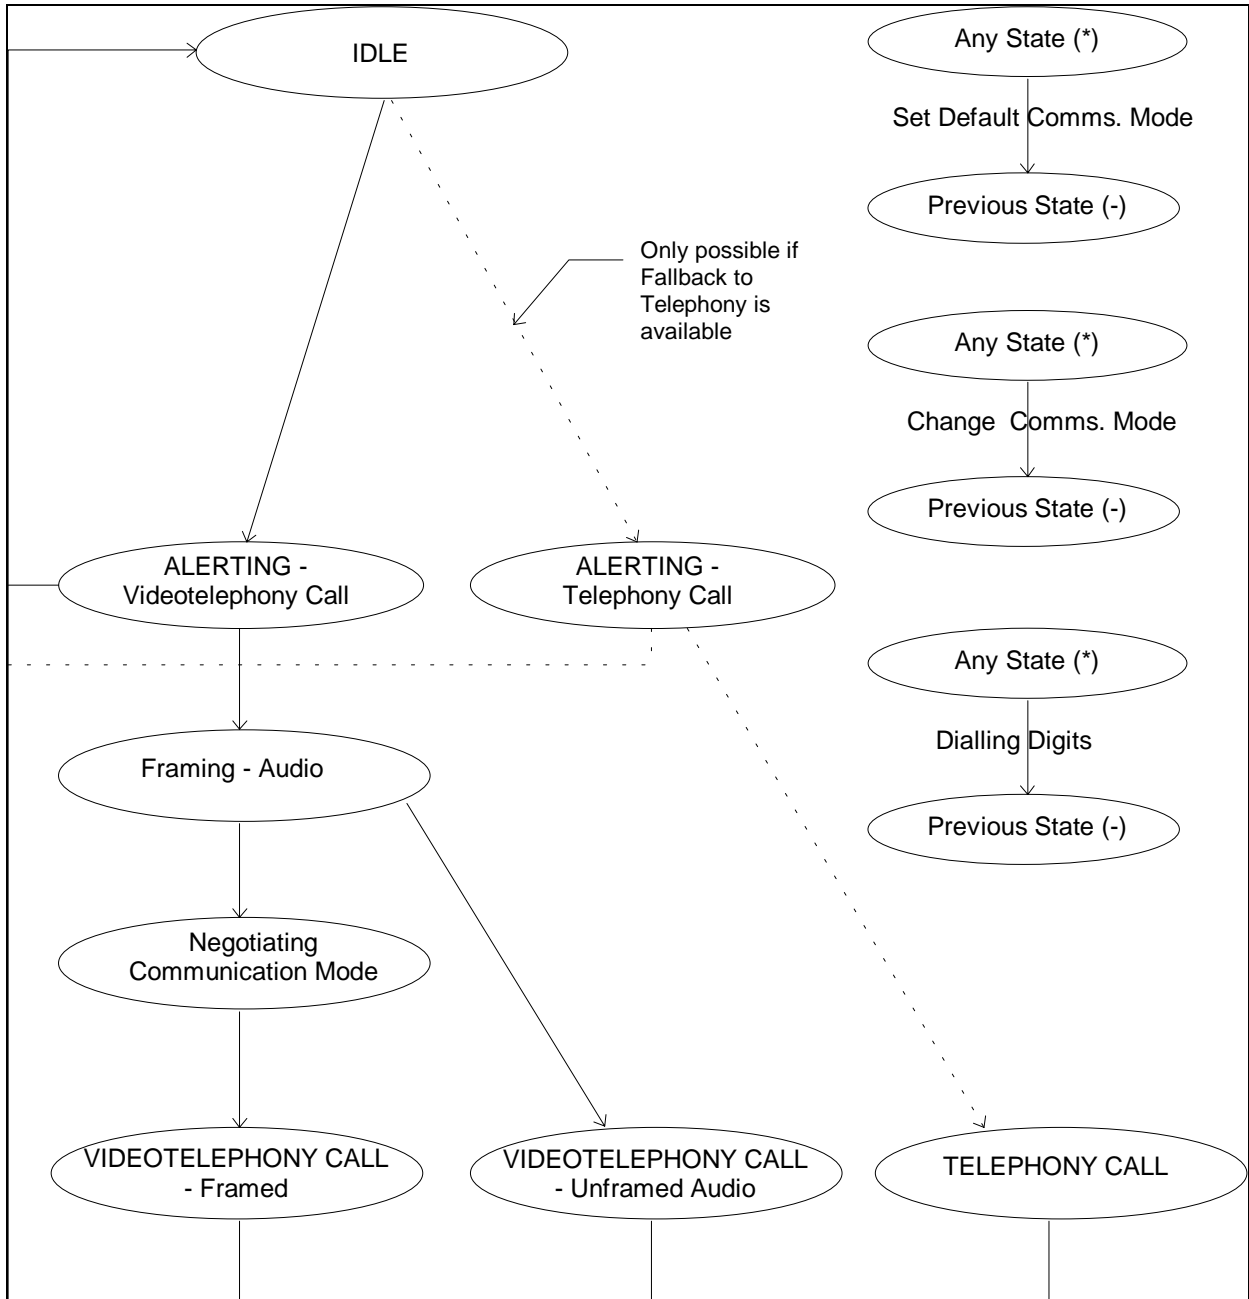 IDLE
Any State (*)
Set Default Comms. Mode
Previous State (-)
Only possible if
Fallback to
Telephony is
available
Any State (*)
Change  Comms. Mode
Previous State (-)
ALERTING -
Videotelephony Call
ALERTING -
Telephony Call
Any State (*)
Dialling Digits
Previous State (-)
Framing - Audio
Negotiating
Communication Mode
VIDEOTELEPHONY CALL
- Framed
VIDEOTELEPHONY CALL
- Unframed Audio
TELEPHONY CALL